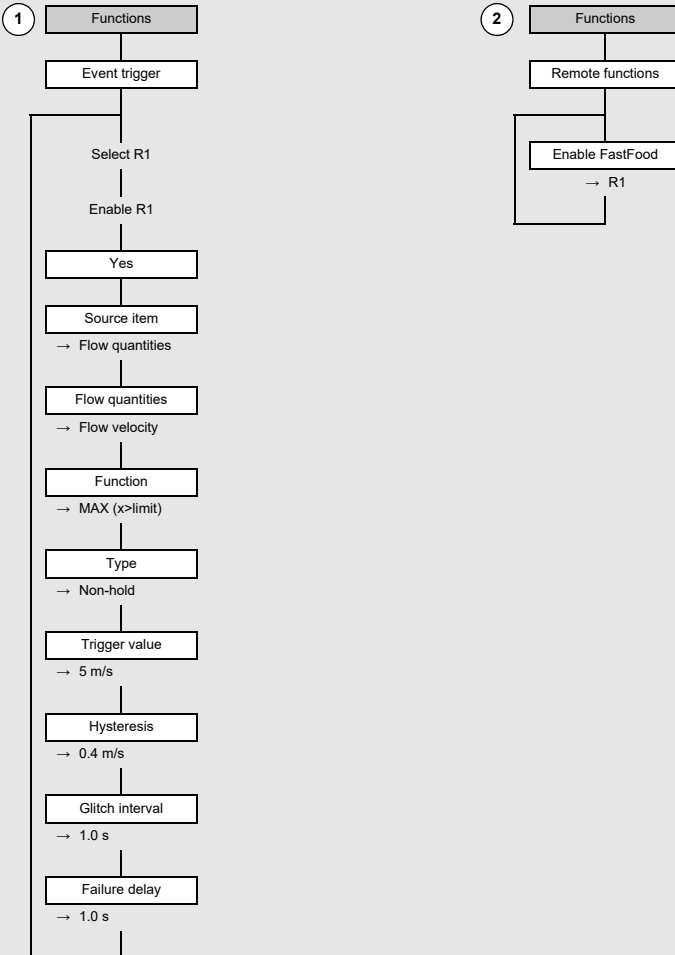 1
Functions
Event trigger
Select R1
Enable R1
Yes
Source item
→ Flow quantities
Flow quantities
→ Flow velocity
Function
→ MAX (x>limit)
Type
→ Non-hold
Trigger value
→ 5 m/s
Hysteresis
→ 0.4 m/s
Glitch interval
→ 1.0 s
Failure delay
→ 1.0 s
2
Functions
Remote functions
Enable FastFood
→ R1